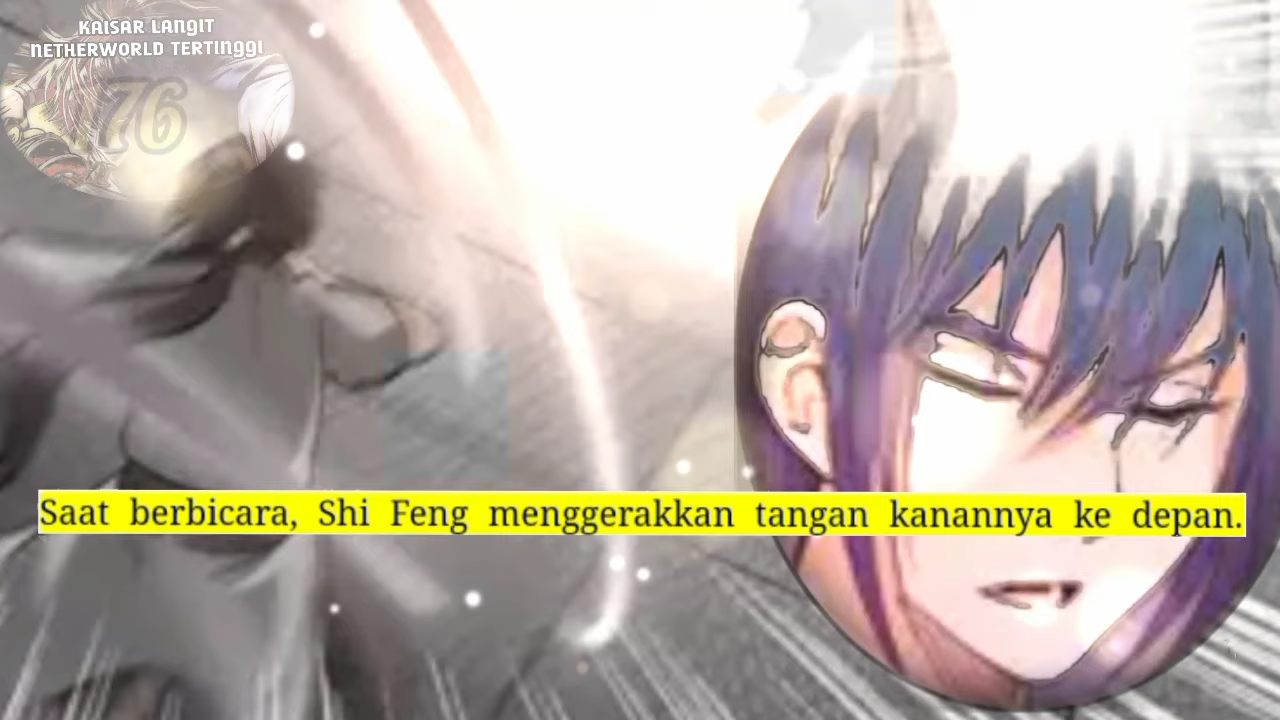 KAISAR LANGIT
NETHERWORLD TERTINGGI
76
Saat berbicara, Shi Feng menggerakkan tangan kanannya ke depan.